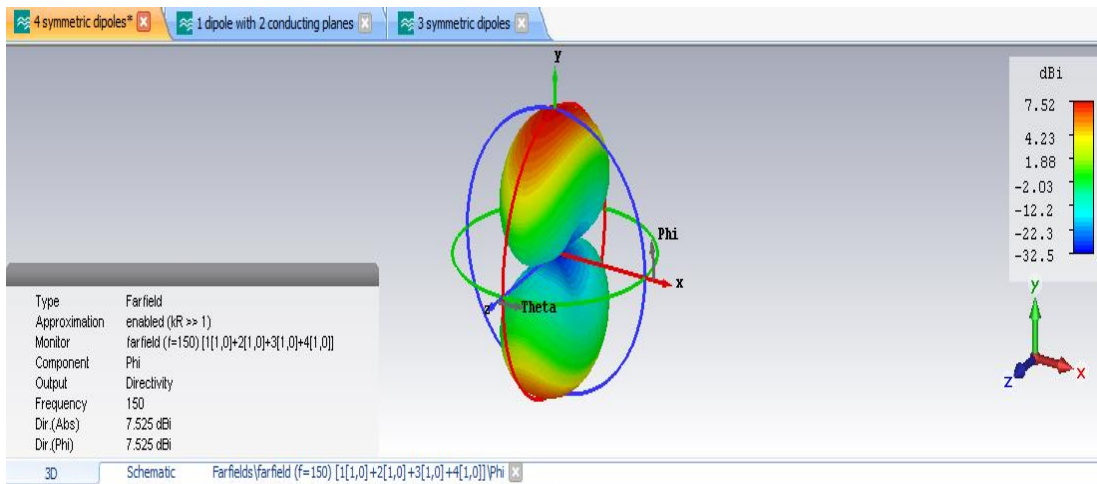 4 symmetric dipoles* 1 dipole with 2 conducting planes 3 symmetric dipoles
y
Phi
x
z Theta
dBi
7.52
4.23
1.88
-2.03
-12.2
-22.3
-32.5
y
z x
Type Farfield
Approximation enabled (kR >> 1)
Monitor farfield (f=150) [1[1,0]+2[1,0]+3[1,0]+4[1,0]]
Component Phi
Output Directivity
Frequency 150
Dir.(Abs) 7.525 dBi
Dir.(Phi) 7.525 dBi
3D Schematic Farfields\farfield (f=150) [1[1,0]+2[1,0]+3[1,0]+4[1,0]]\Phi